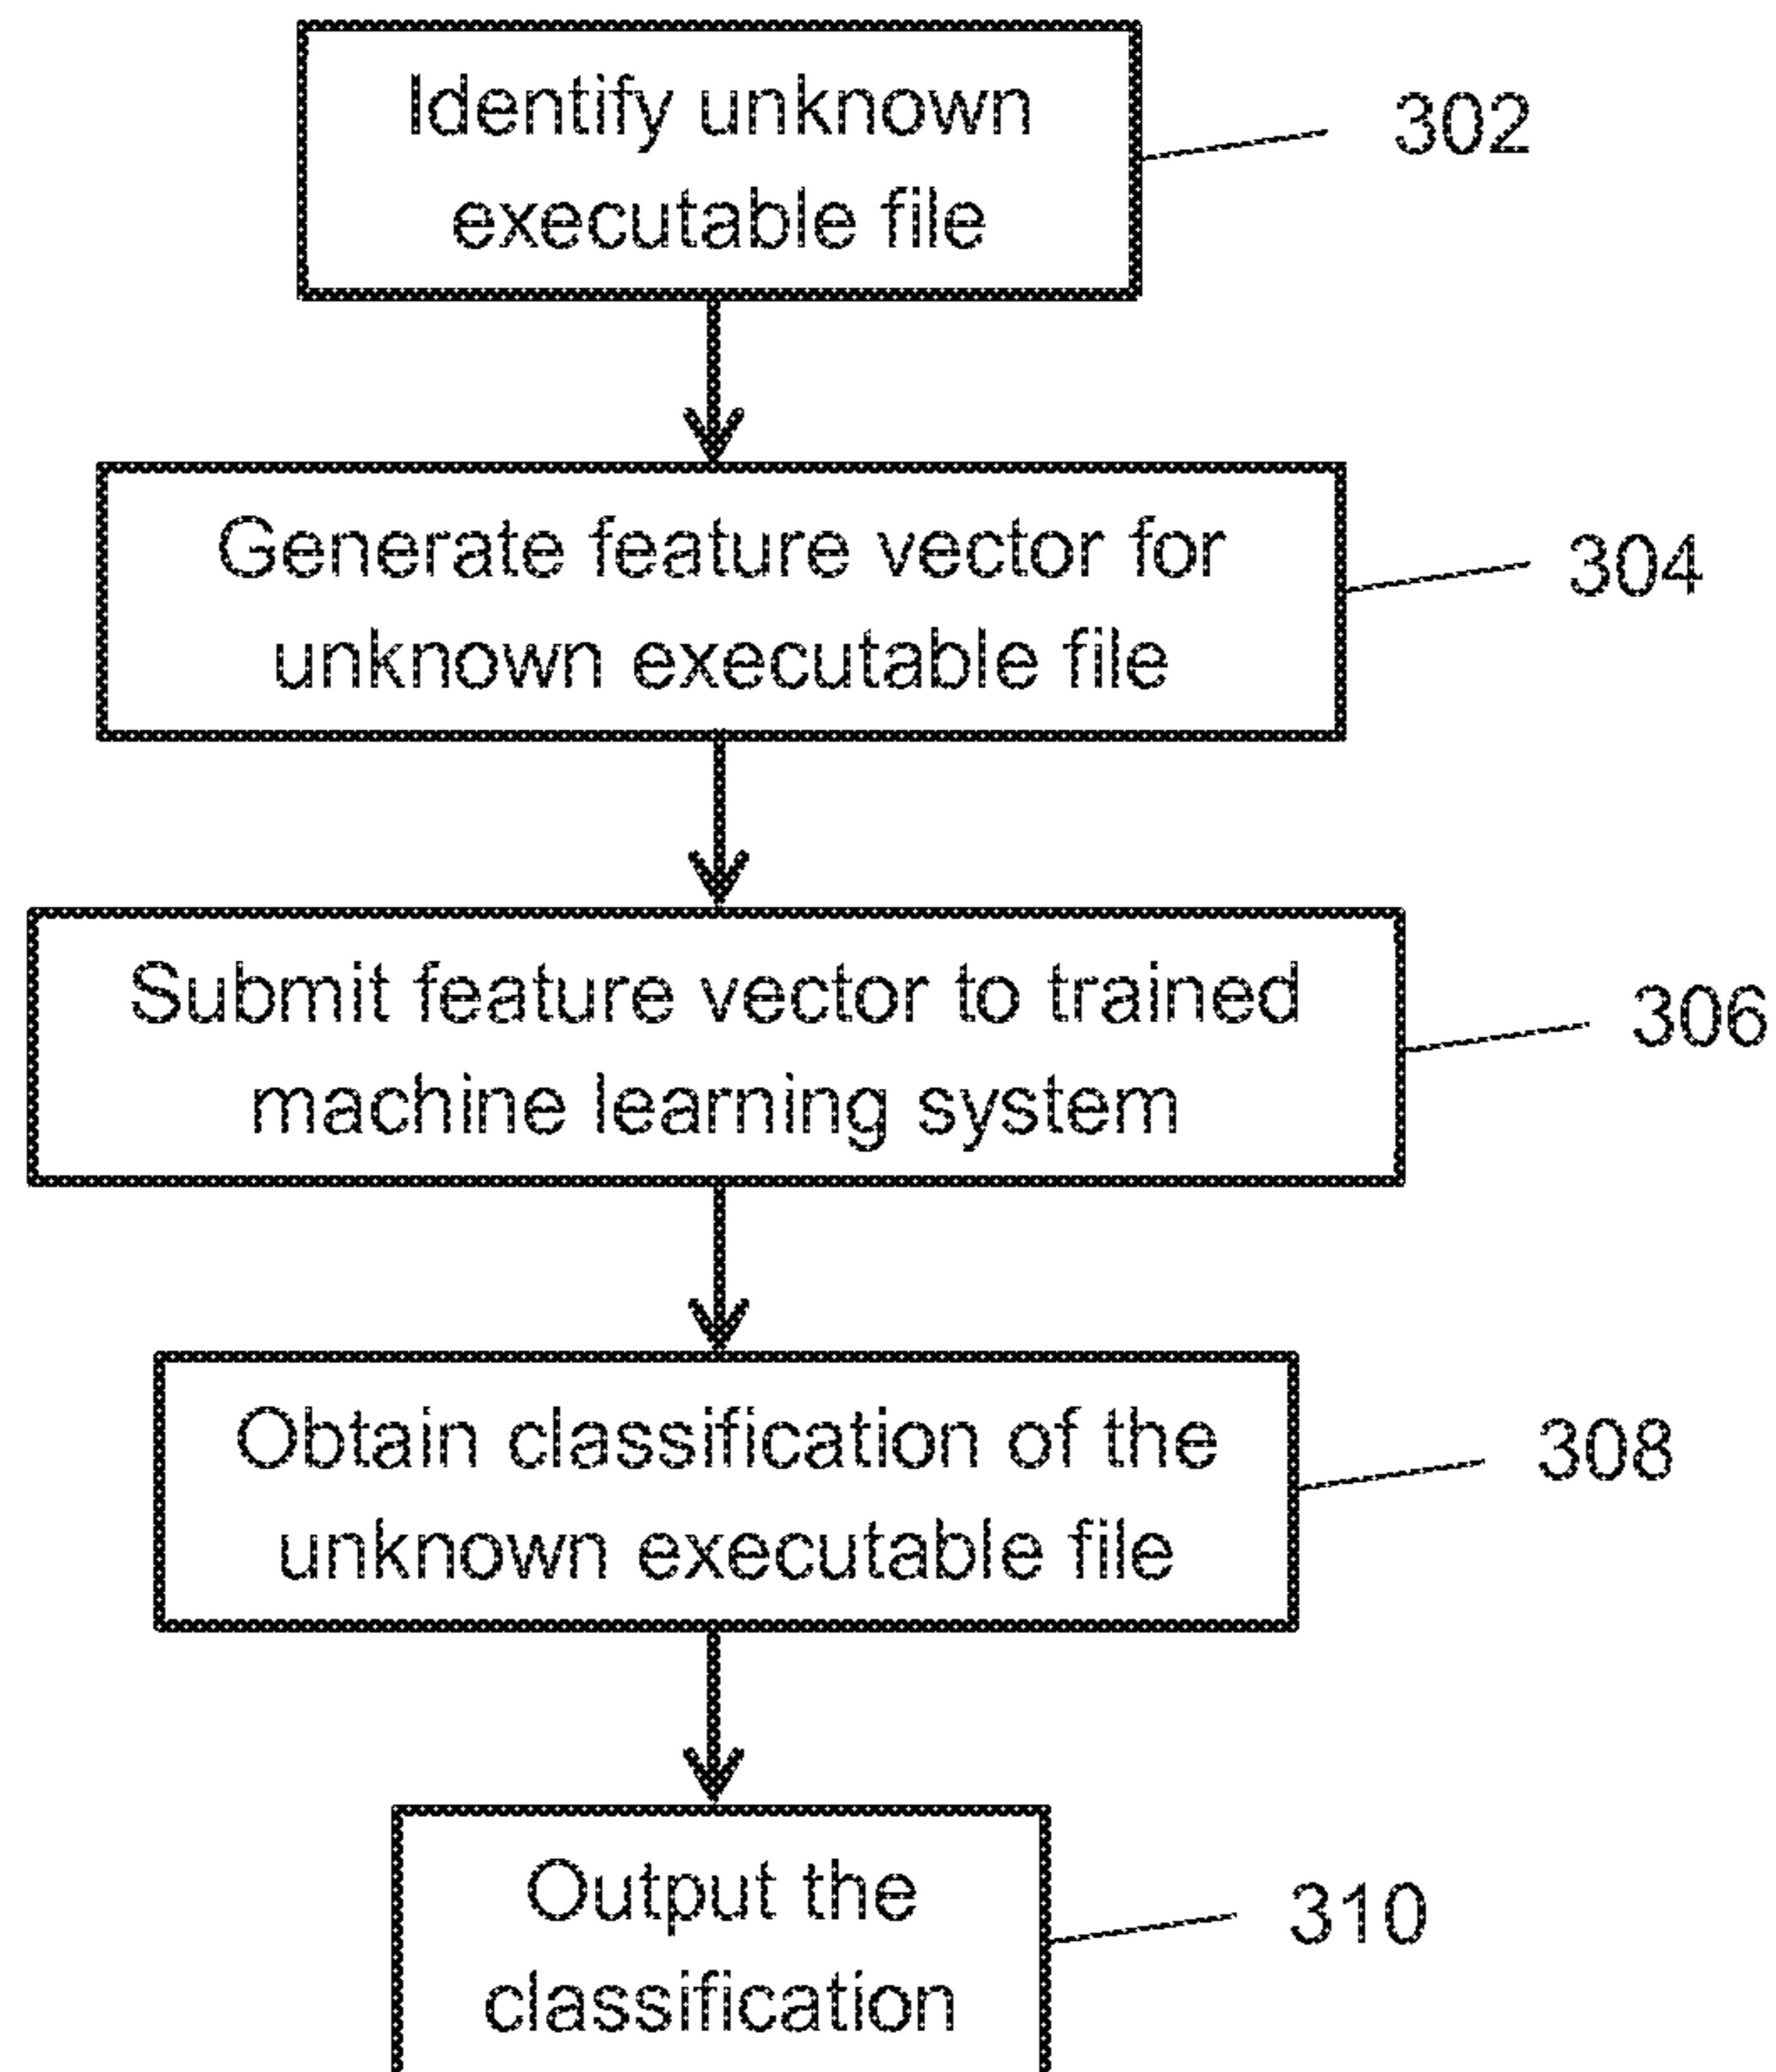 Identify unknown
executable file
302
Generate feature vector for
unknown executable file
304
Submit feature vector to trained
machine learning system
306
Obtain classification of the
unknown executable file
308
Output the
classification
310